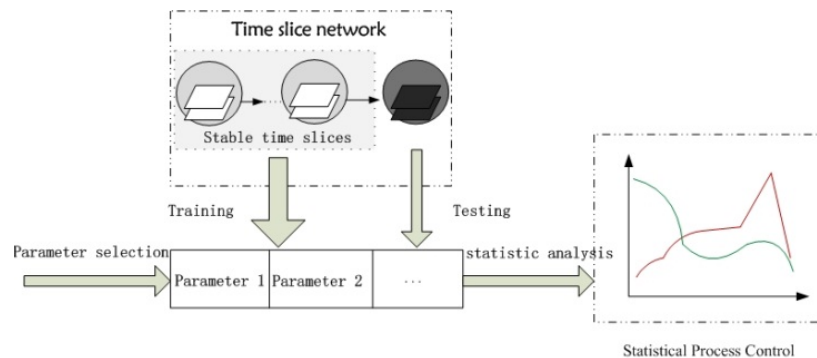 Time slice network
...
Stable time slices
Training
Testing
Parameter selection
Parameter 1
Parameter 2
...
statistic analysis
Statistical Process Control